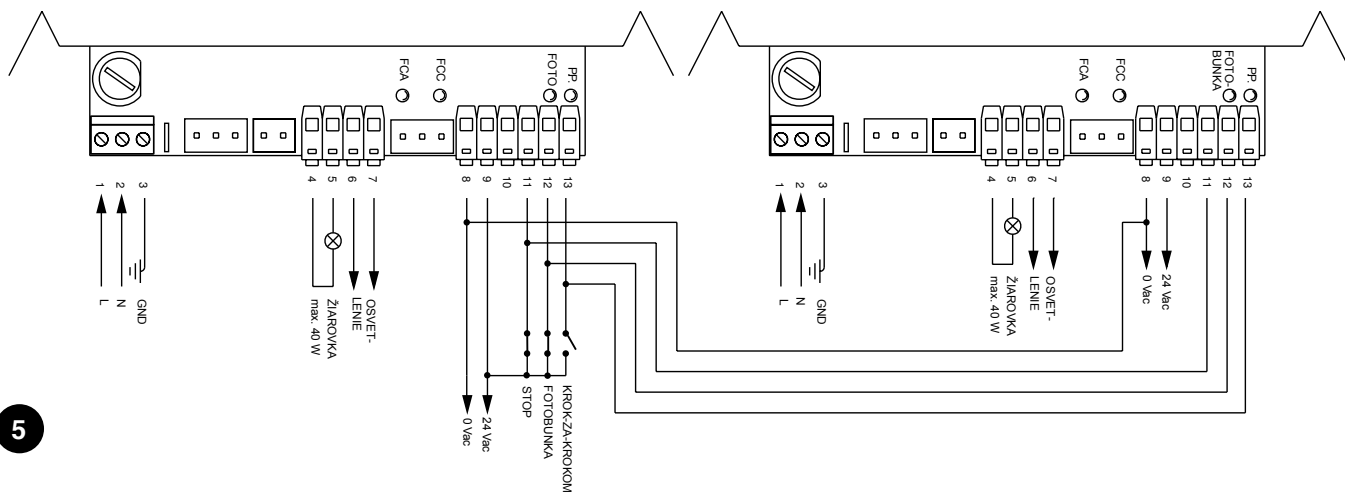 FCA
FCC
FOTO
PP.
1
2
3
4
5
6
7
8
9
10
11
12
13
L
N
GND
ŽIAROVKA
max. 40 W
OSVET-
LENIE
0 Vac
24 Vac
STOP
FOTOBUNKA
KROK-ZA-KROKOM
FCA
FCC
FOTO-
BUNKA
PP.
1
2
3
4
5
6
7
8
9
10
11
12
13
L
N
GND
ŽIAROVKA
max. 40 W
OSVET-
LENIE
0 Vac
24 Vac
5